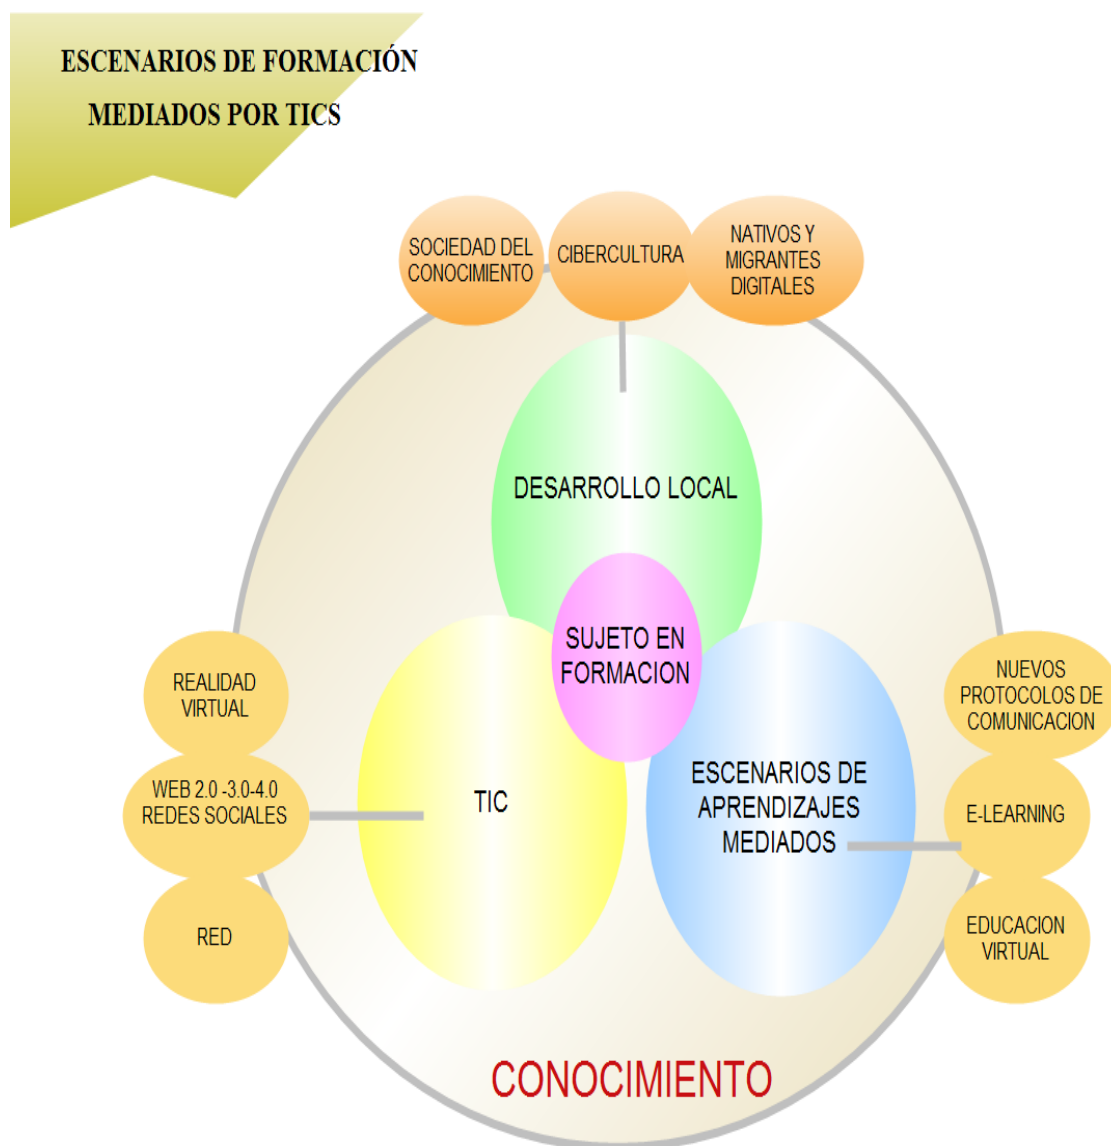 ESCENARIOS DE FORMACIÓN
MEDIADOS POR TICS
SOCIEDAD DEL
CONOCIMIENTO
CIBERCULTURA
NATIVOS Y
MIGRANTES
DIGITALES
DESARROLLO LOCAL
SUJETO EN
FORMACION
REALIDAD
VIRTUAL
WEB 2.0 -3.0-4.0
REDES SOCIALES
RED
TIC
ESCENARIOS DE
APRENDIZAJES
MEDIADOS
NUEVOS
PROTOCOLOS DE
COMUNICACION
E-LEARNING
EDUCACION
VIRTUAL
CONOCIMIENTO